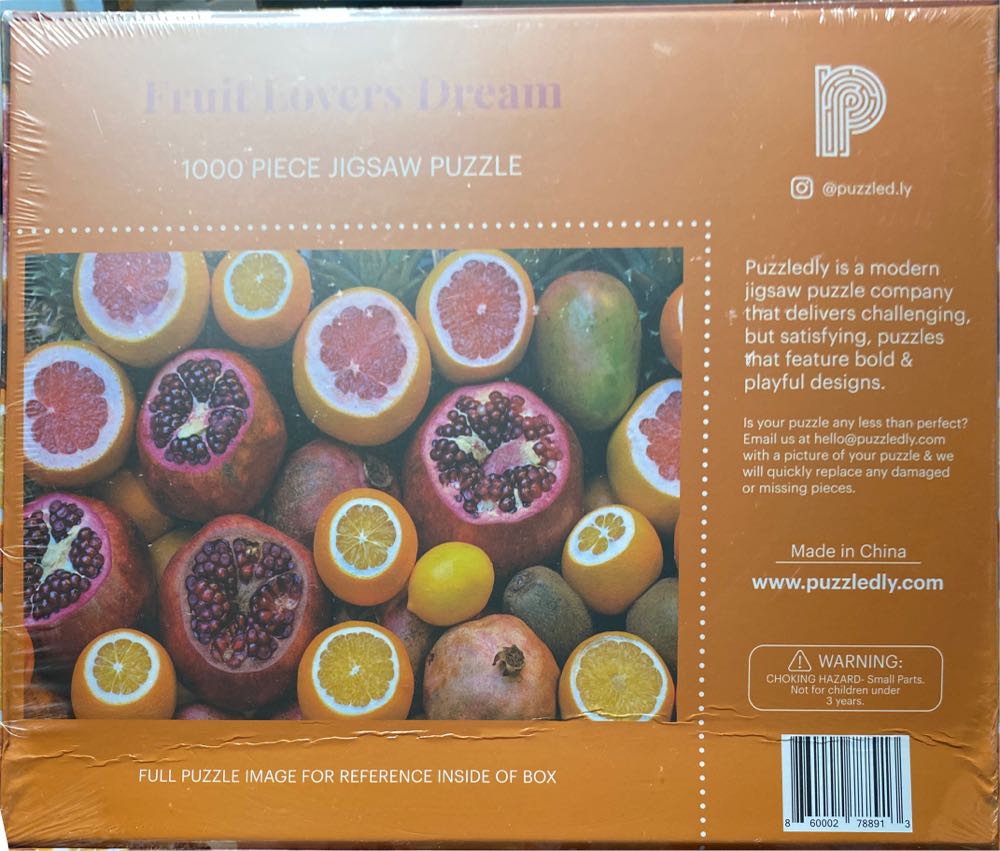 Fruit Lovers Dream
1000 PIECE JIGSAW PUZZLE
@puzzled.ly
Puzzledly is a modern
jigsaw puzzle company
that delivers challenging,
but satisfying, puzzles
that feature bold &
playful designs.
Is your puzzle any less than perfect?
Email us at hello@puzzledly.com
with a picture of your puzzle & we
will quickly replace any damaged
or missing pieces.
Made in China
www.puzzledly.com
WARNING:
CHOKING HAZARD- Small Parts.
Not for children under
3 years.
FULL PUZZLE IMAGE FOR REFERENCE INSIDE OF BOX
8 60002 78891 3